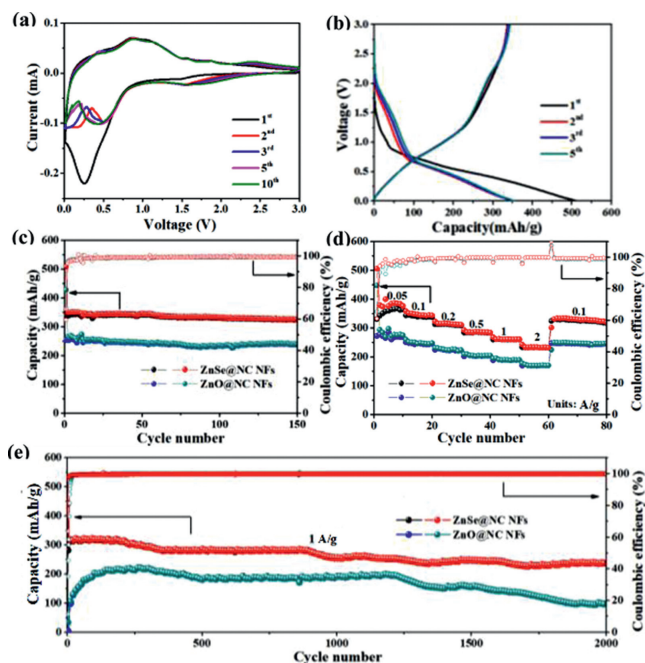 (a)
0.1
0.0
-0.1
-0.2
Current (mA)
1st
2nd
3rd
5th
10th
0.0 0.5 1.0 1.5 2.0 2.5 3.0
Voltage (V)
(b)
3.0
2.5
2.0
1.5
1.0
0.5
0.0
Voltage (V)
1st
2nd
3rd
5th
0 100 200 300 400 500 600
Capacity(mAh/g)
(c)
600
500
400
300
200
100
0
Capacity (mAh/g)
ZnSe@NC NFs
ZnO@NC NFs
100
80
60
40
20
0
Coulombic efficiency (%)
0 50 100 150
Cycle number
(d)
600
500
400
300
200
100
0
Capacity (mAh/g)
0.05
0.1
0.2
0.5
1
2
0.1
ZnSe@NC NFs
ZnO@NC NFs
Units: A/g
100
80
60
40
20
0
Coulombic efficiency (%)
0 20 40 60 80
Cycle number
(e)
600
500
400
300
200
100
0
Capacity (mAh/g)
1 A/g
ZnSe@NC NFs
ZnO@NC NFs
100
80
60
40
20
0
Coulombic efficiency (%)
0 500 1000 1500 2000
Cycle number